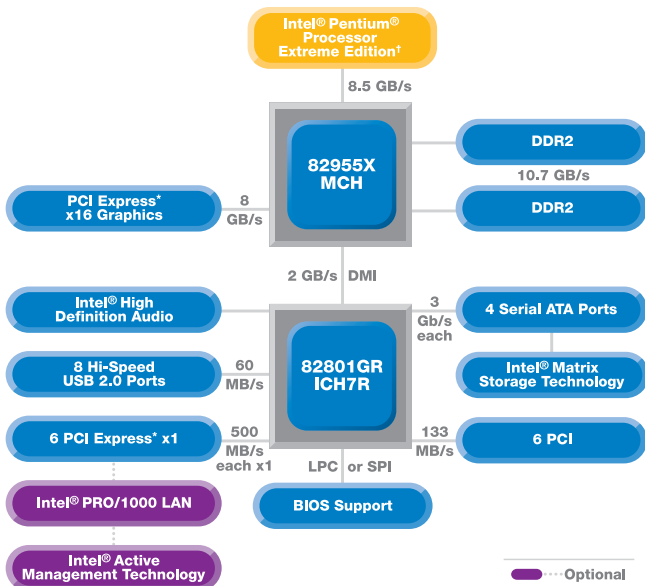 Intel® Pentium®
Processor
Extreme Edition†
8.5 GB/s
82955X
MCH
DDR2
10.7 GB/s
DDR2
PCI Express*
x16 Graphics
8
GB/s
2 GB/s DMI
Intel® High
Definition Audio
3
Gb/s
each
4 Serial ATA Ports
8 Hi-Speed
USB 2.0 Ports
60
MB/s
82801GR
ICH7R
Intel® Matrix
Storage Technology
6 PCI Express* x1
500
MB/s
each x1
133
MB/s
6 PCI
LPC or SPI
BIOS Support
Intel® PRO/1000 LAN
Intel® Active
Management Technology
Optional